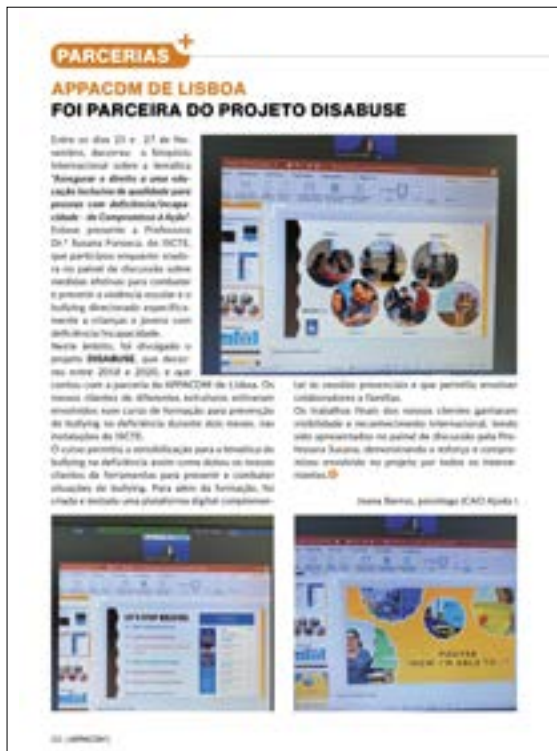 PARCERIAS
APPACDM DE LISBOA
FOI PARCEIRA DO PROJETO DISABUSE
Entre os dias 23 e 27 de No-
vembro, decorreu o Simpósio
Internacional sobre a temática
"Assegurar o direito a uma edu-
cação inclusiva de qualidade para
pessoas com deficiência/incapa-
cidade - do Compromisso à Ação".
Esteve presente a Professora
Dr.ª Susana Fonseca, do ISCTE,
que participou enquanto orado-
ra no painel de discussão sobre
medidas efetivas para combater
e prevenir a violência escolar e o
bullying direcionado especifica-
mente a crianças e jovens com
deficiência/incapacidade.
Neste âmbito, foi divulgado o
projeto DISABUSE, que decor-
reu entre 2018 e 2020, e que
contou com a parceria da APPACDM de Lisboa. Os
nossos clientes de diferentes estruturas estiveram
envolvidos num curso de formação para prevenção
do bullying na deficiência durante dois meses, nas
instalações do ISCTE.
O curso permitiu a sensibilização para a temática do
bullying na deficiência assim como dotou os nossos
clientes de ferramentas para prevenir e combater
situações de bullying. Para além da formação, foi
criada e testada uma plataforma digital complemen-
tar às sessões presenciais e que permitiu envolver
colaboradores e famílias.
Os trabalhos finais dos nossos clientes ganharam
visibilidade e reconhecimento internacional, tendo
sido apresentados no painel de discussão pela Pro-
fessora Susana, demonstrando o esforço e compro-
misso envolvido no projeto por todos os interve-
nientes.
Joana Barros, psicóloga (CAO Ajuda)
LET'S STOP BULLYING
POSTER
"NOW I'M ABLE TO..."